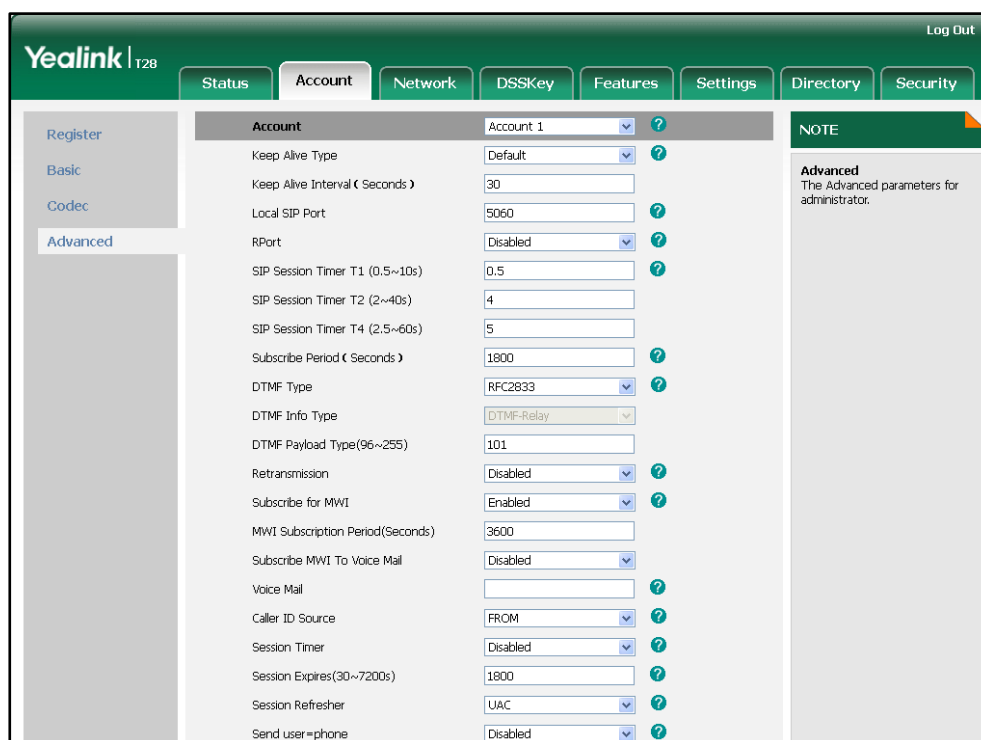 Log Out
Yealink | T28
Status Account Network DSSKey Features Settings Directory Security
Register
Basic
Codec
Advanced
Account Account 1 ?
Keep Alive Type Default ?
Keep Alive Interval ( Seconds ) 30
Local SIP Port 5060 ?
RPort Disabled ?
SIP Session Timer T1 (0.5~10s) 0.5 ?
SIP Session Timer T2 (2~40s) 4
SIP Session Timer T4 (2.5~60s) 5
Subscribe Period ( Seconds ) 1800 ?
DTMF Type RFC2833 ?
DTMF Info Type DTMF-Relay
DTMF Payload Type(96~255) 101
Retransmission Disabled ?
Subscribe for MWI Enabled ?
MWI Subscription Period(Seconds) 3600
Subscribe MWI To Voice Mail Disabled
Voice Mail ?
Caller ID Source FROM ?
Session Timer Disabled ?
Session Expires(30~7200s) 1800 ?
Session Refresher UAC ?
Send user=phone Disabled ?
NOTE
Advanced
The Advanced parameters for
administrator.